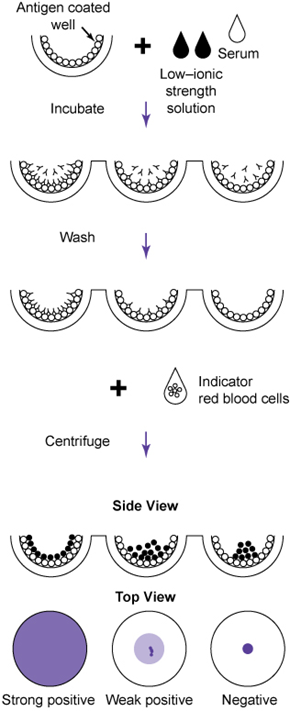 Antigen coated
well
Serum
Low–ionic
strength
solution
Incubate
Wash
Indicator
red blood cells
Centrifuge
Side View
Top View
Strong positive Weak positive Negative